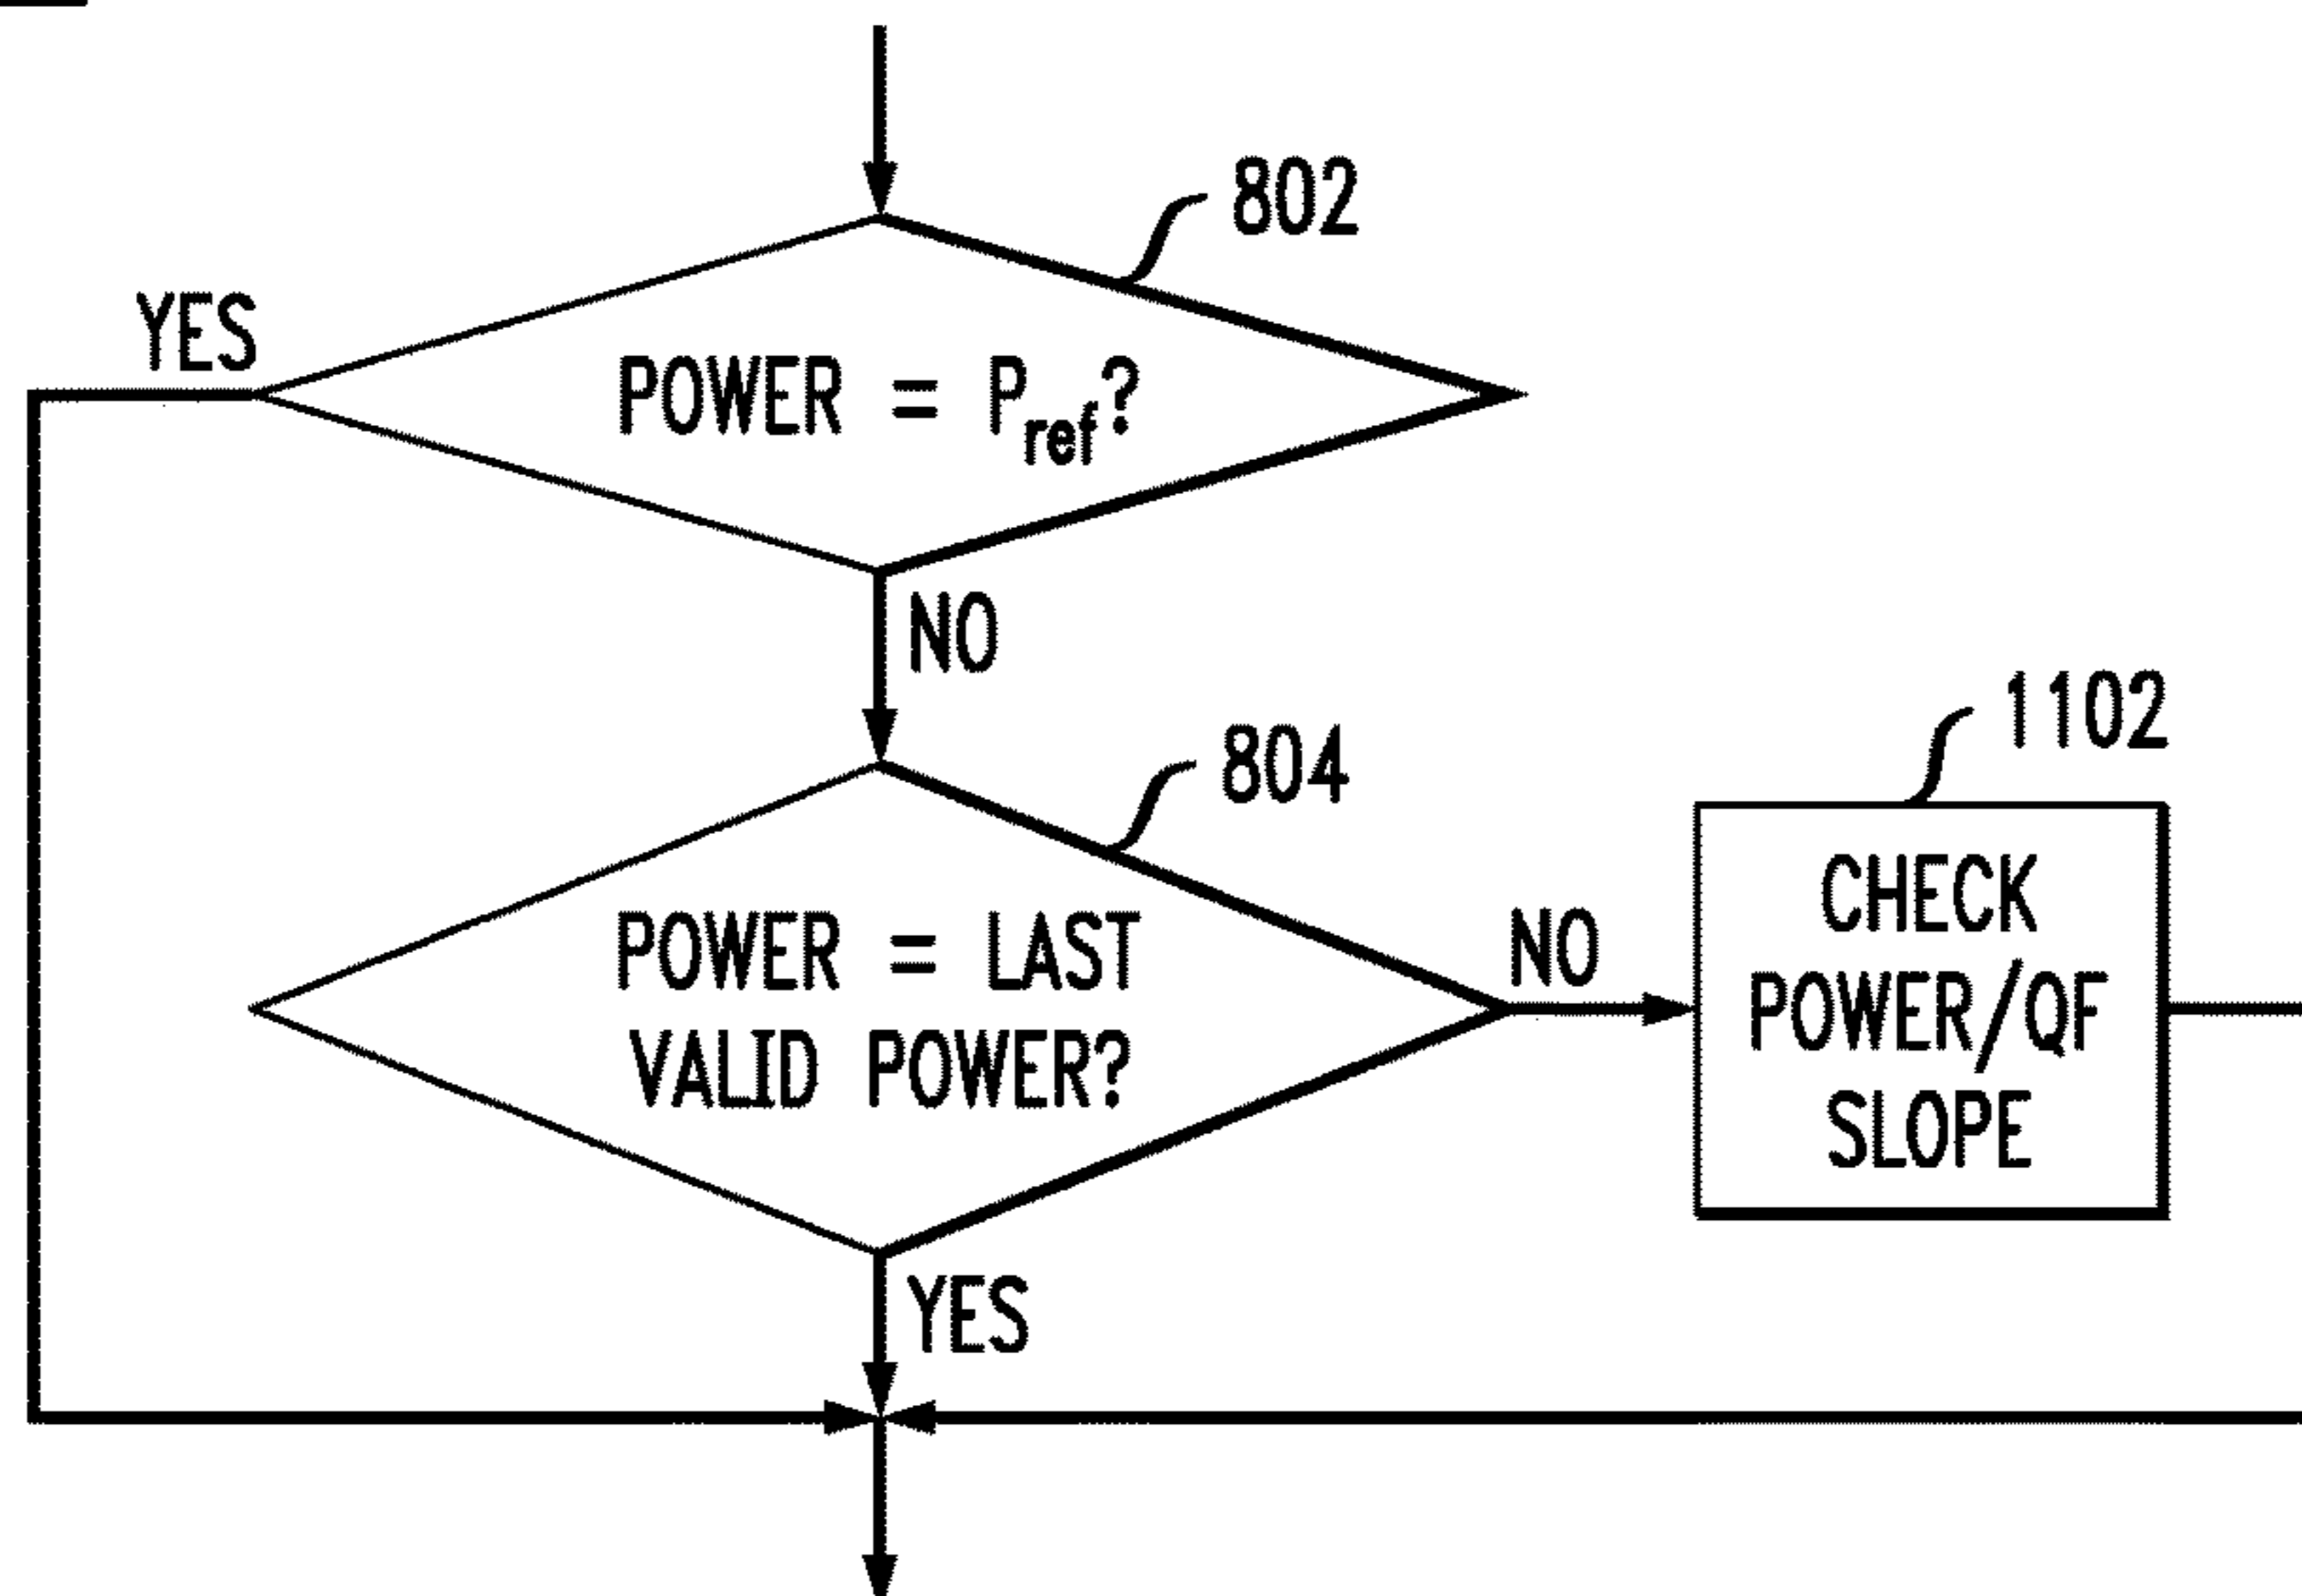 802
YES
POWER = Pref?
NO
804
1102
POWER = LAST
VALID POWER?
NO
CHECK
POWER/QF
SLOPE
YES